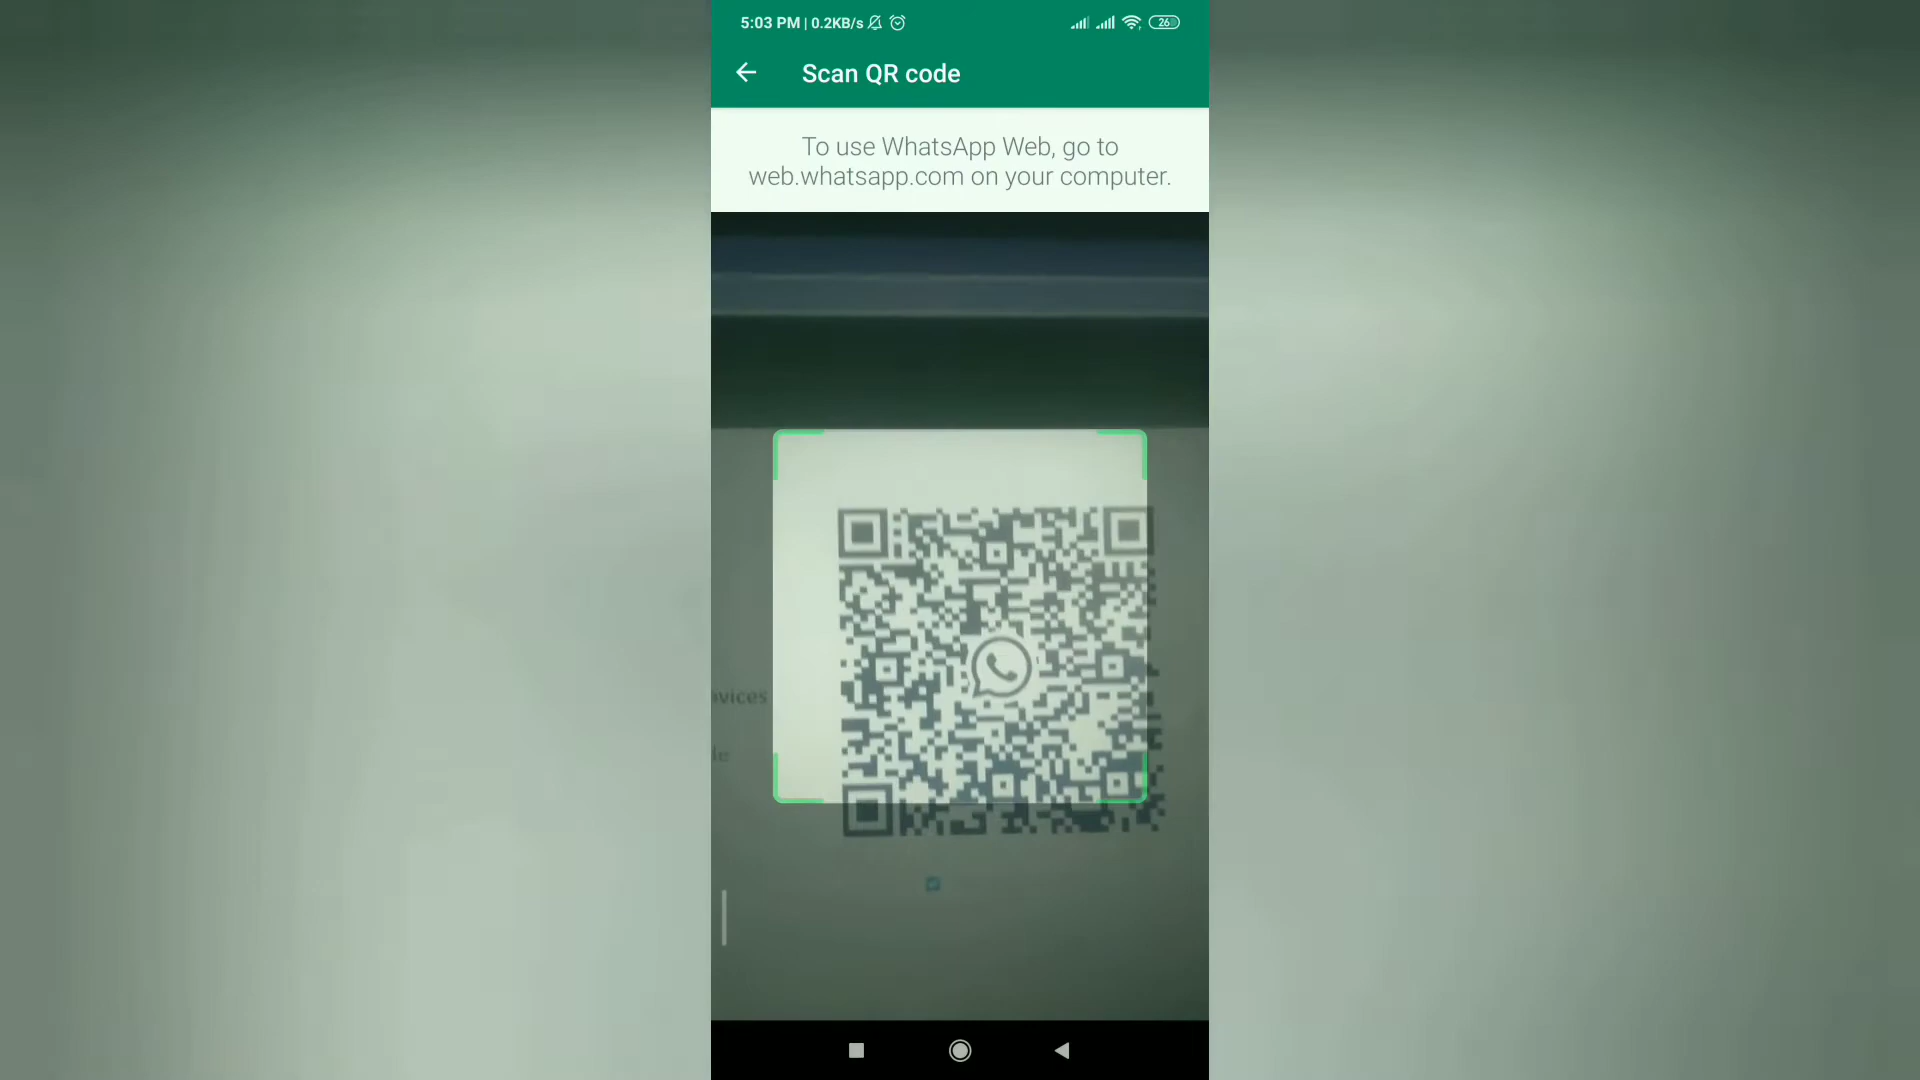 5:03 PM | 0.2KB/s
26
Scan QR code
To use WhatsApp Web, go to
web.whatsapp.com on your computer.